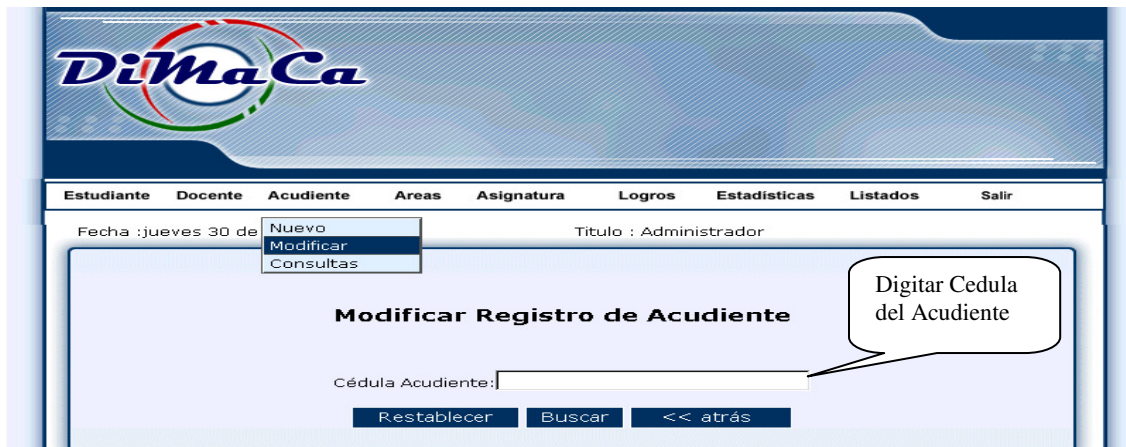 DiMaCa
Estudiante Docente Acudiente Areas Asignatura Logros Estadísticas Listados Salir
Fecha :jueves 30 de
Titulo : Administrador
Nuevo
Modificar
Consultas
Digitar Cedula
del Acudiente
Modificar Registro de Acudiente
Cédula Acudiente:
Restablecer Buscar << atrás